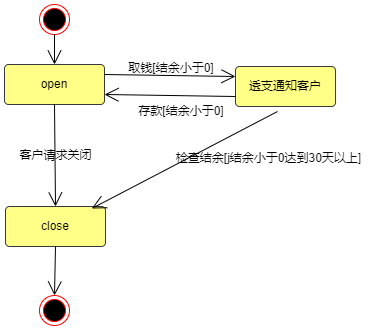 取钱[结余小于0]
open
透支通知客户
存款[结余小于0]
客户请求关闭
检查结余[j结余小于0达到30天以上]
close